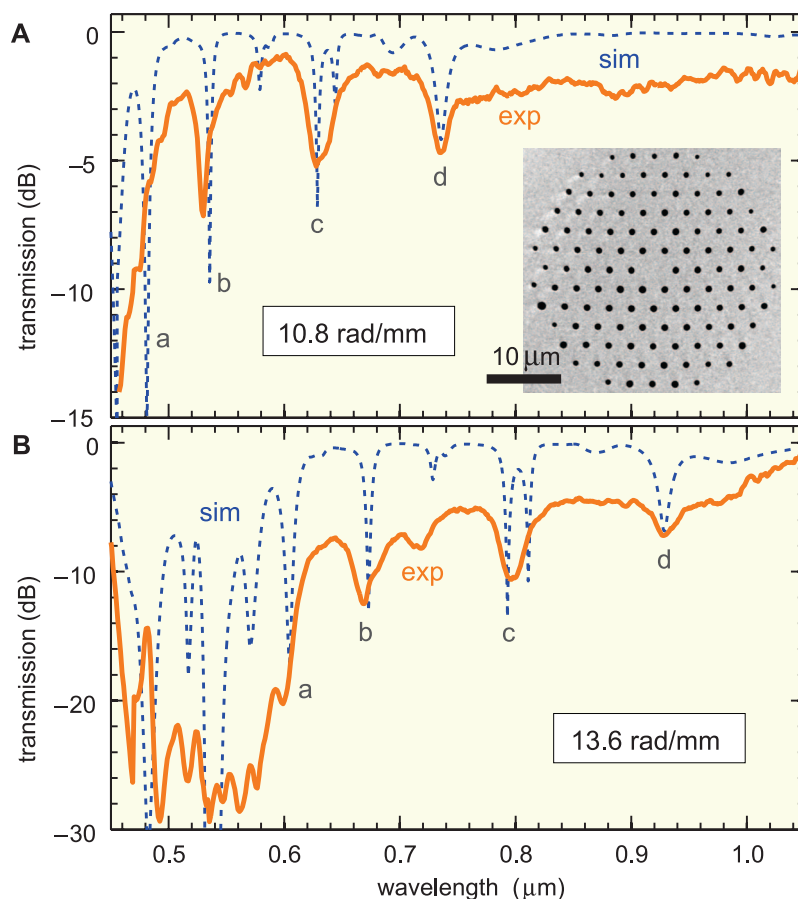 A
0
−5
−10
−15
transmission (dB)
sim
exp
a
b
c
d
10.8 rad/mm
10 μm
B
0
−10
−20
−30
transmission (dB)
sim
exp
a
b
c
d
13.6 rad/mm
0.5 0.6 0.7 0.8 0.9 1.0
wavelength (μm)